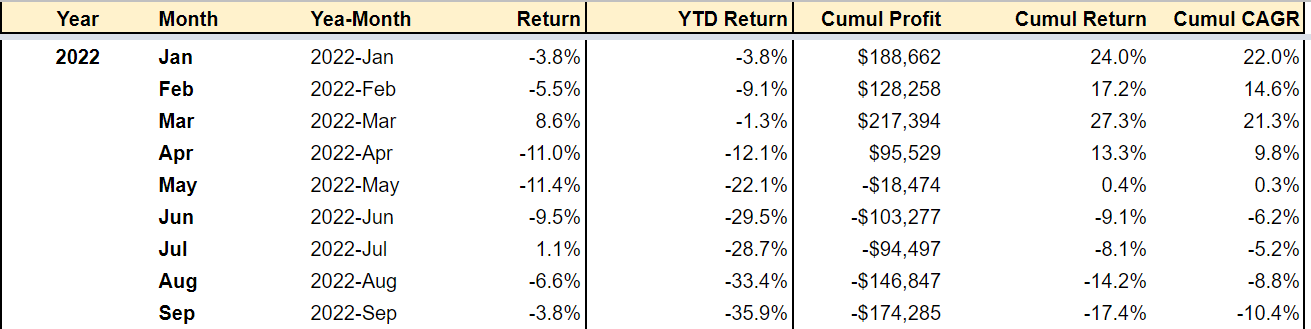 Year Month Yea-Month Return YTD Return Cumul Profit Cumul Return Cumul CAGR
2022 Jan 2022-Jan -3.8% -3.8% $188,662 24.0% 22.0%
Feb 2022-Feb -5.5% -9.1% $128,258 17.2% 14.6%
Mar 2022-Mar 8.6% -1.3% $217,394 27.3% 21.3%
Apr 2022-Apr -11.0% -12.1% $95,529 13.3% 9.8%
May 2022-May -11.4% -22.1% -$18,474 0.4% 0.3%
Jun 2022-Jun -9.5% -29.5% -$103,277 -9.1% -6.2%
Jul 2022-Jul 1.1% -28.7% -$94,497 -8.1% -5.2%
Aug 2022-Aug -6.6% -33.4% -$146,847 -14.2% -8.8%
Sep 2022-Sep -3.8% -35.9% -$174,285 -17.4% -10.4%